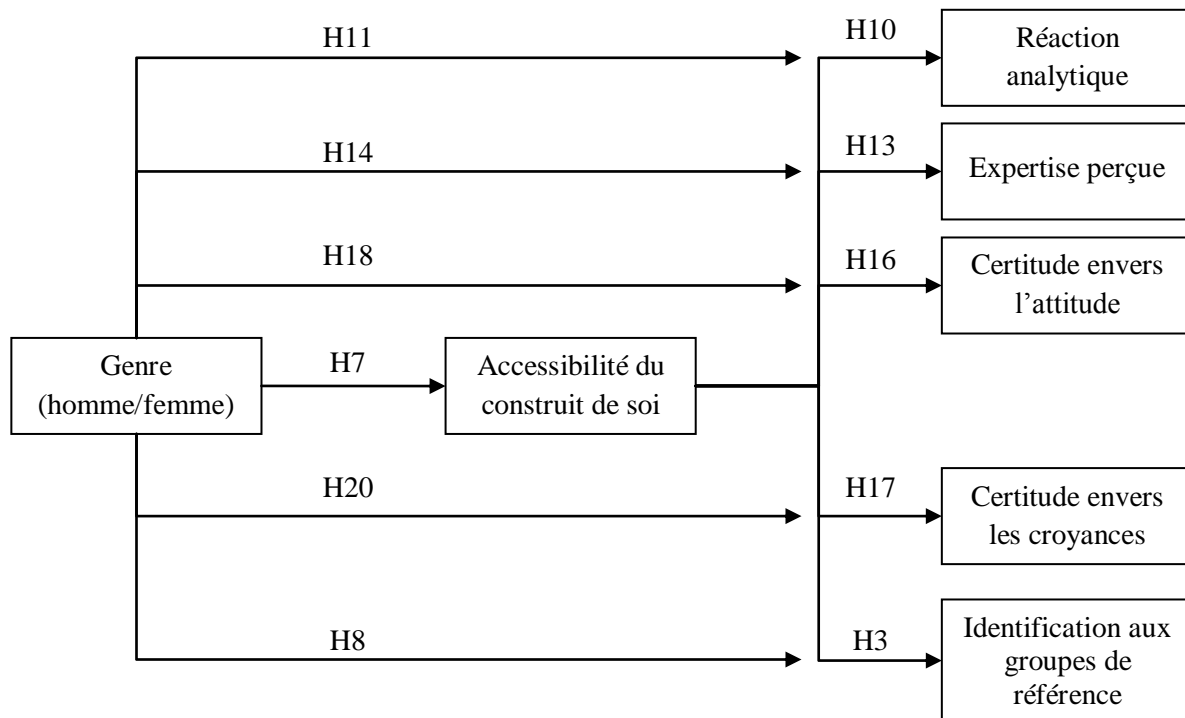 H11
H10
Réaction
analytique
H14
H13
Expertise perçue
H18
H16
Certitude envers
l’attitude
Genre
(homme/femme)
H7
Accessibilité du
construit de soi
H20
H17
Certitude envers
les croyances
H8
H3
Identification aux
groupes de
référence